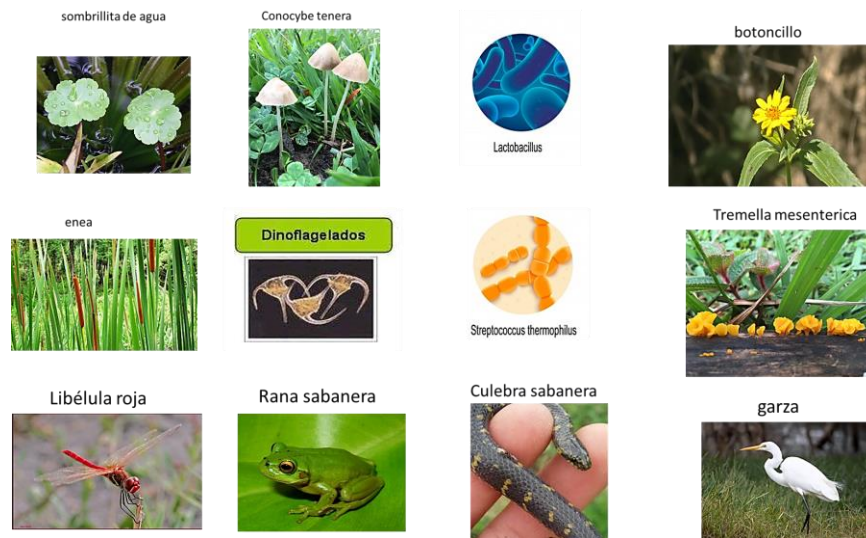 sombrillita de agua
Conocybe tenera
Lactobacillus
botoncillo
enea
Dinoflagelados
Streptococcus thermophilus
Tremella mesenterica
Libélula roja
Rana sabanera
Culebra sabanera
garza